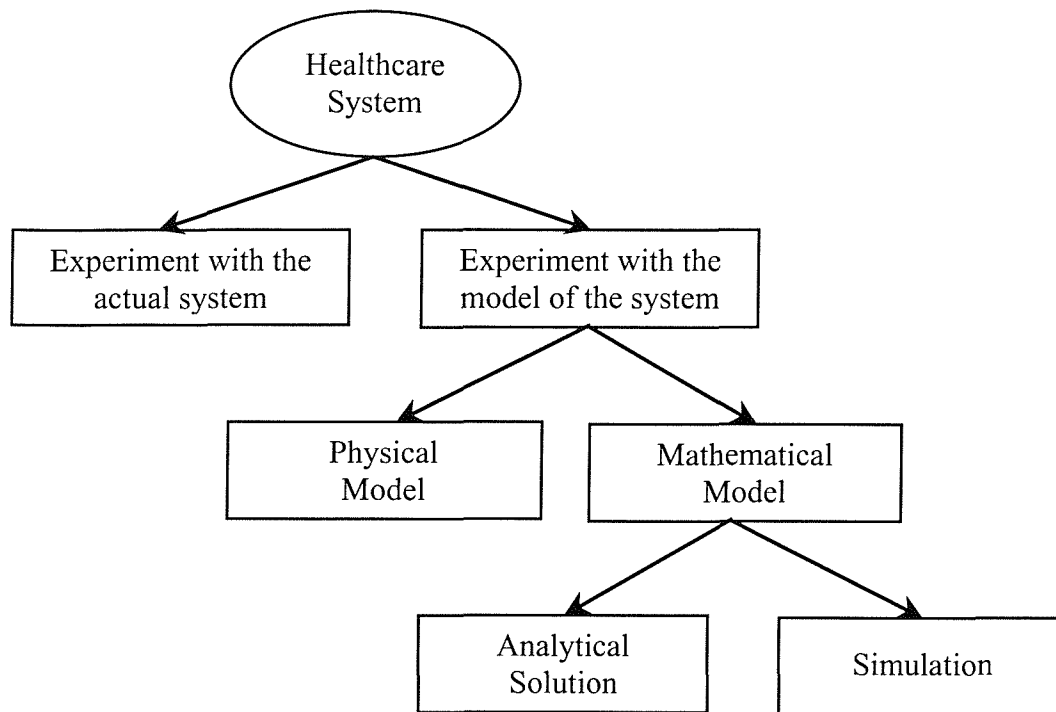 Healthcare
System
Experiment with the
actual system
Experiment with the
model of the system
Physical
Model
Mathematical
Model
Analytical
Solution
Simulation